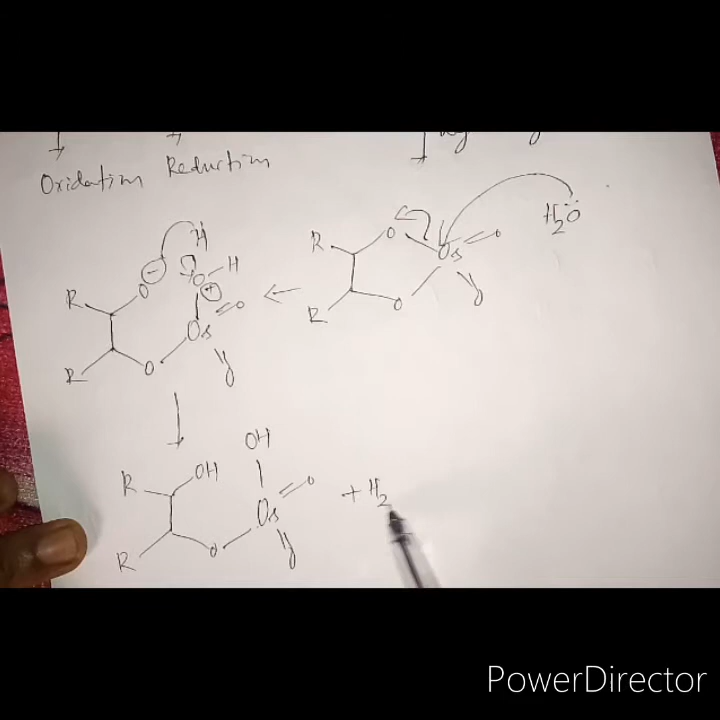 Oxidation Reduction
H
H₂O
R O Os O
O H
⊖
⊕
R O O
R Os
R O
OH
R OH O
Os + H₂
R O
PowerDirector